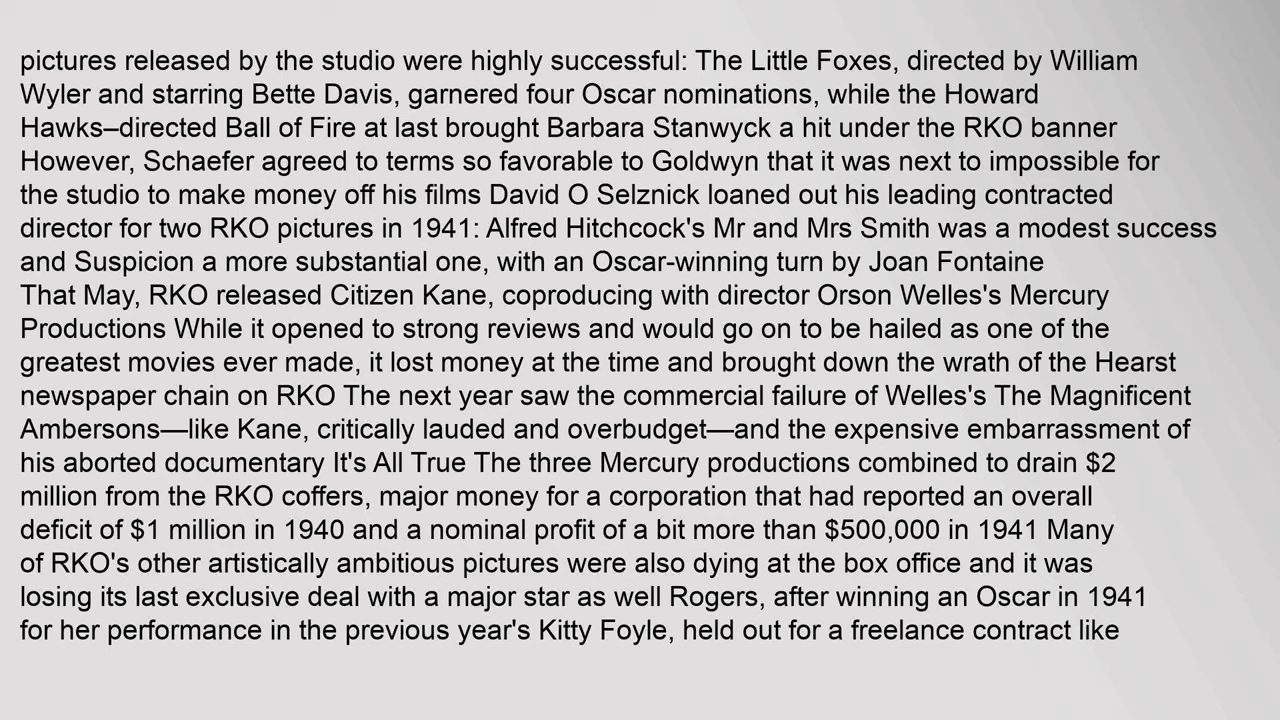 pictures released by the studio were highly successful: The Little Foxes, directed by William
Wyler and starring Bette Davis, garnered four Oscar nominations, while the Howard
Hawks–directed Ball of Fire at last brought Barbara Stanwyck a hit under the RKO banner
However, Schaefer agreed to terms so favorable to Goldwyn that it was next to impossible for
the studio to make money off his films David O Selznick loaned out his leading contracted
director for two RKO pictures in 1941: Alfred Hitchcock's Mr and Mrs Smith was a modest success
and Suspicion a more substantial one, with an Oscar-winning turn by Joan Fontaine
That May, RKO released Citizen Kane, coproducing with director Orson Welles's Mercury
Productions While it opened to strong reviews and would go on to be hailed as one of the
greatest movies ever made, it lost money at the time and brought down the wrath of the Hearst
newspaper chain on RKO The next year saw the commercial failure of Welles's The Magnificent
Ambersons—like Kane, critically lauded and overbudget—and the expensive embarrassment of
his aborted documentary It's All True The three Mercury productions combined to drain $2
million from the RKO coffers, major money for a corporation that had reported an overall
deficit of $1 million in 1940 and a nominal profit of a bit more than $500,000 in 1941 Many
of RKO's other artistically ambitious pictures were also dying at the box office and it was
losing its last exclusive deal with a major star as well Rogers, after winning an Oscar in 1941
for her performance in the previous year's Kitty Foyle, held out for a freelance contract like